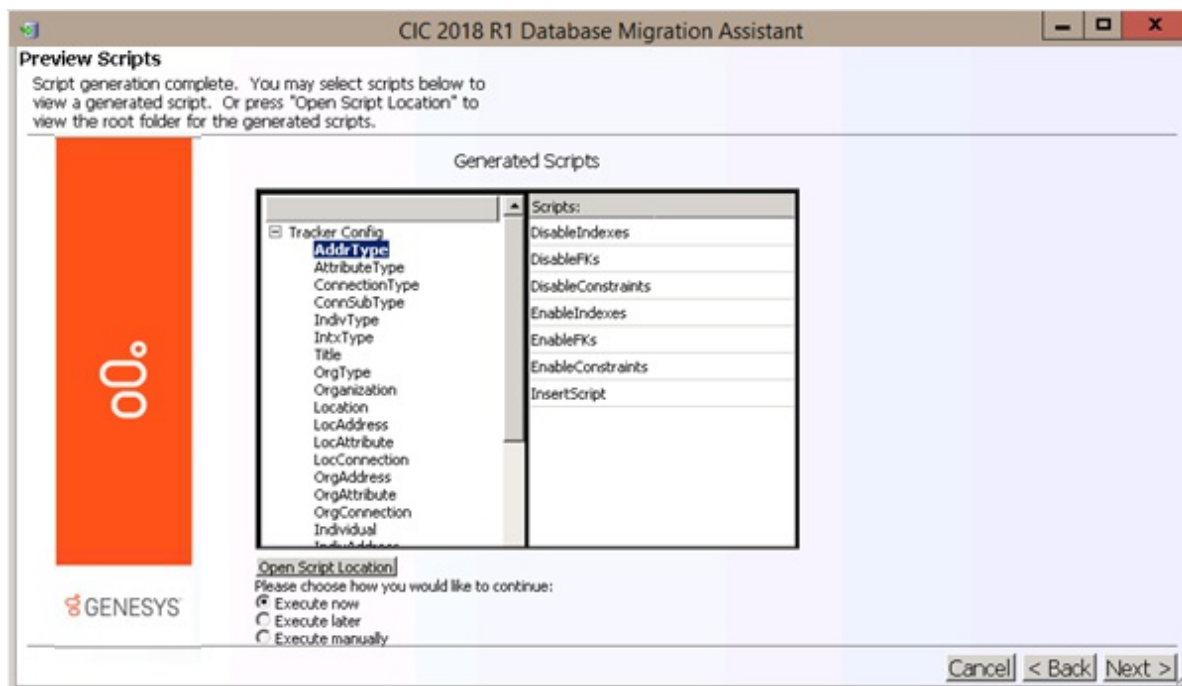 CIC 2018 R1 Database Migration Assistant
Preview Scripts
Script generation complete. You may select scripts below to
view a generated script. Or press "Open Script Location" to
view the root folder for the generated scripts.
Generated Scripts
Scripts:
Tracker Config
AddrType
AttributeType
ConnectionType
ConnSubType
IndivType
IntxType
Title
OrgType
Organization
Location
LocAddress
LocAttribute
LocConnection
OrgAddress
OrgAttribute
OrgConnection
Individual
IndivAddress
DisableIndexes
DisableFKs
DisableConstraints
EnableIndexes
EnableFKs
EnableConstraints
InsertScript
Open Script Location
Please choose how you would like to continue:
Execute now
Execute later
Execute manually
GENESYS
Cancel < Back Next >